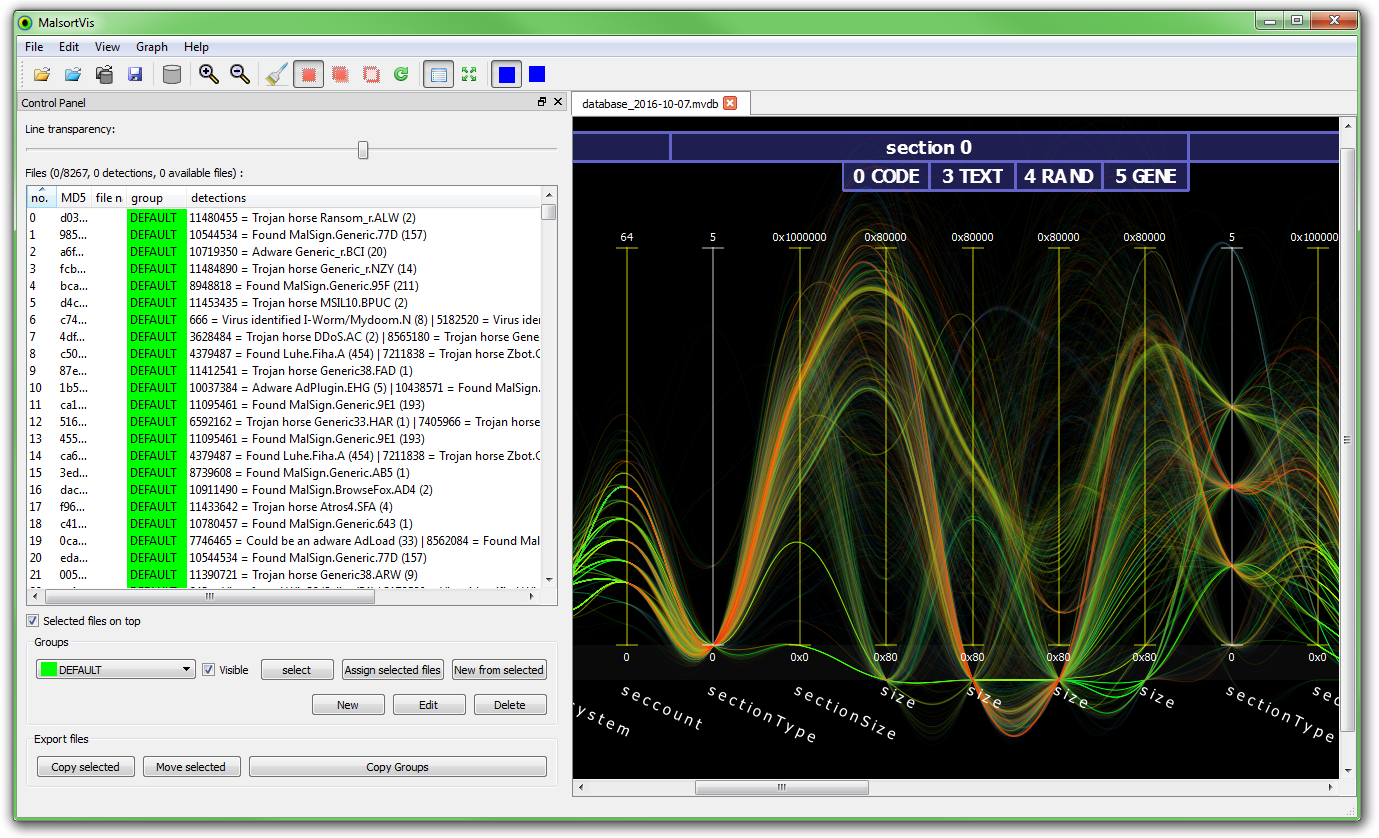 MalsortVis
File Edit View Graph Help
Control Panel
database_2016-10-07.mvdb
Line transparency:
Files (0/8267, 0 detections, 0 available files) :
no. MD5 file n group detections
0 d03... DEFAULT 11480455 = Trojan horse Ransom_r.ALW (2)
1 985... DEFAULT 10544534 = Found MalSign.Generic.77D (157)
2 a6f... DEFAULT 10719350 = Adware Generic_r.BCI (20)
3 fcb... DEFAULT 11484890 = Trojan horse Generic_r.NZY (14)
4 bca... DEFAULT 8948818 = Found MalSign.Generic.95F (211)
5 d4c... DEFAULT 11453435 = Trojan horse MSIL10.BPUC (2)
6 c74... DEFAULT 666 = Virus identified I-Worm/Mydoom.N (8) | 5182520 = Virus ide
7 4df... DEFAULT 3628484 = Trojan horse DDoS.AC (2) | 8565180 = Trojan horse Gene
8 c50... DEFAULT 4379487 = Found Luhe.Fiha.A (454) | 7211838 = Trojan horse Zbot.C
9 87e... DEFAULT 11412541 = Trojan horse Generic38.FAD (1)
10 1b5... DEFAULT 10037384 = Adware AdPlugin.EHG (5) | 10438571 = Found MalSign.
11 ca1... DEFAULT 11095461 = Found MalSign.Generic.9E1 (193)
12 516... DEFAULT 6592162 = Trojan horse Generic33.HAR (1) | 7405966 = Trojan horse
13 455... DEFAULT 11095461 = Found MalSign.Generic.9E1 (193)
14 ca6... DEFAULT 4379487 = Found Luhe.Fiha.A (454) | 7211838 = Trojan horse Zbot.C
15 3ed... DEFAULT 8739608 = Found MalSign.Generic.AB5 (1)
16 dac... DEFAULT 10911490 = Found MalSign.BrowseFox.AD4 (2)
17 f96... DEFAULT 11433642 = Trojan horse Atros4.SFA (4)
18 c41... DEFAULT 10780457 = Found MalSign.Generic.643 (1)
19 0ca... DEFAULT 7746465 = Could be an adware AdLoad (33) | 8562084 = Found Mal
20 eda... DEFAULT 10544534 = Found MalSign.Generic.77D (157)
21 005... DEFAULT 11390721 = Trojan horse Generic38.ARW (9)
Selected files on top
Groups
DEFAULT Visible select Assign selected files New from selected
New Edit Delete
Export files
Copy selected Move selected Copy Groups
section 0
0 CODE 3 TEXT 4 RAND 5 GENE
64 5 0x1000000 0x80000 0x80000 0x80000 0x80000 5 0x100000
0 0 0x0 0x80 0x80 0x80 0x80 0 0x0
ystem seccount sectionType sectionSize size size size size sectionType sec